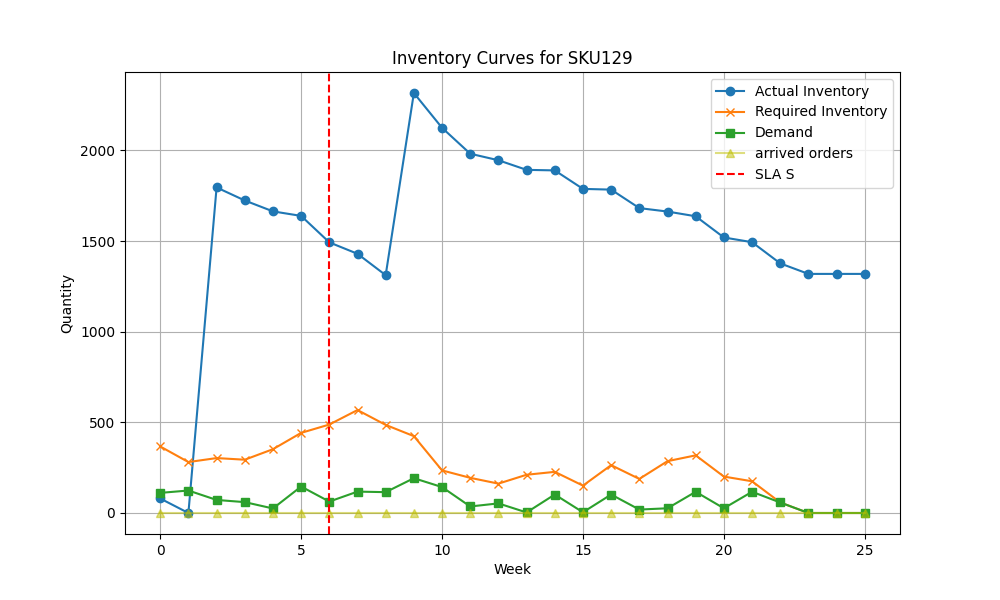 Inventory Curves for SKU129
Actual Inventory
Required Inventory
Demand
arrived orders
SLA S
Quantity
2000
1500
1000
500
0
0 5 10 15 20 25
Week